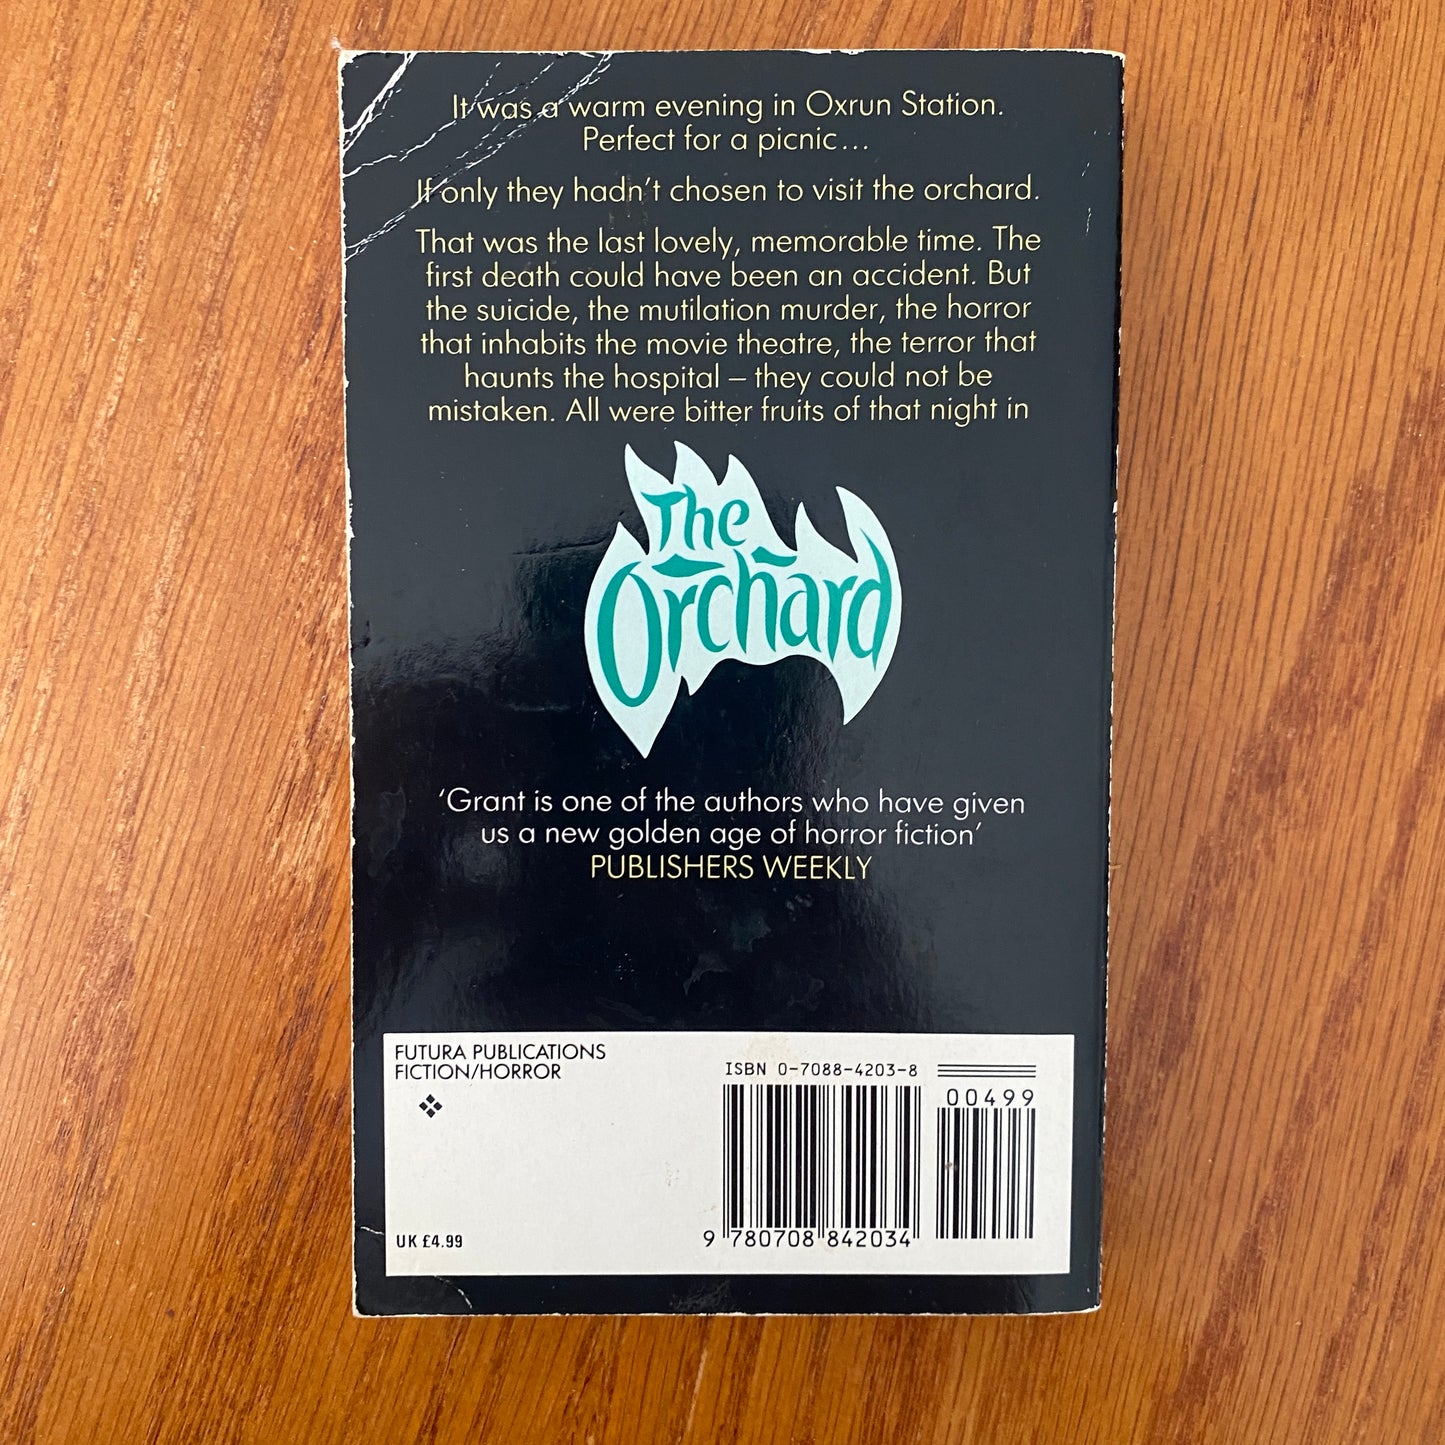 It was a warm evening in Oxrun Station.
Perfect for a picnic...
If only they hadn't chosen to visit the orchard.
That was the last lovely, memorable time. The
first death could have been an accident. But
the suicide, the mutilation murder, the horror
that inhabits the movie theatre, the terror that
haunts the hospital – they could not be
mistaken. All were bitter fruits of that night in
The
Orchard
'Grant is one of the authors who have given
us a new golden age of horror fiction'
PUBLISHERS WEEKLY
FUTURA PUBLICATIONS
FICTION/HORROR
UK £4.99
ISBN 0-7088-4203-8
00499
9 780708 842034